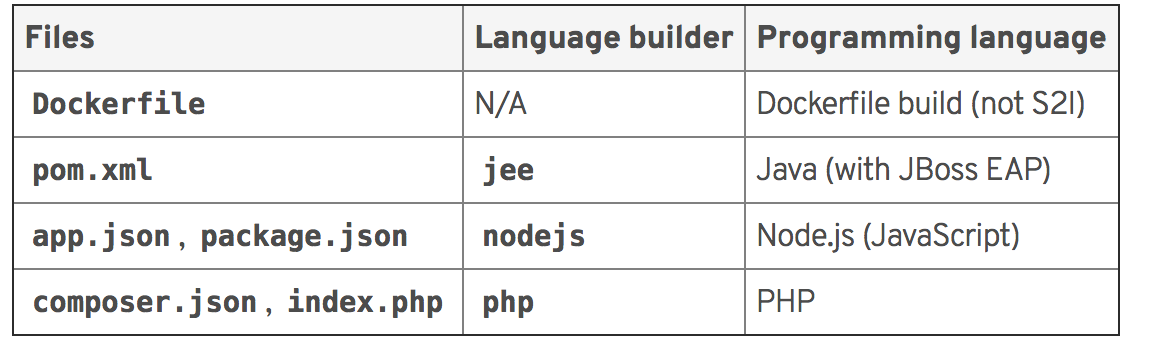 Files Language builder Programming language
Dockerfile N/A Dockerfile build (not S2I)
pom.xml jee Java (with JBoss EAP)
app.json, package.json nodejs Node.js (JavaScript)
composer.json, index.php php PHP